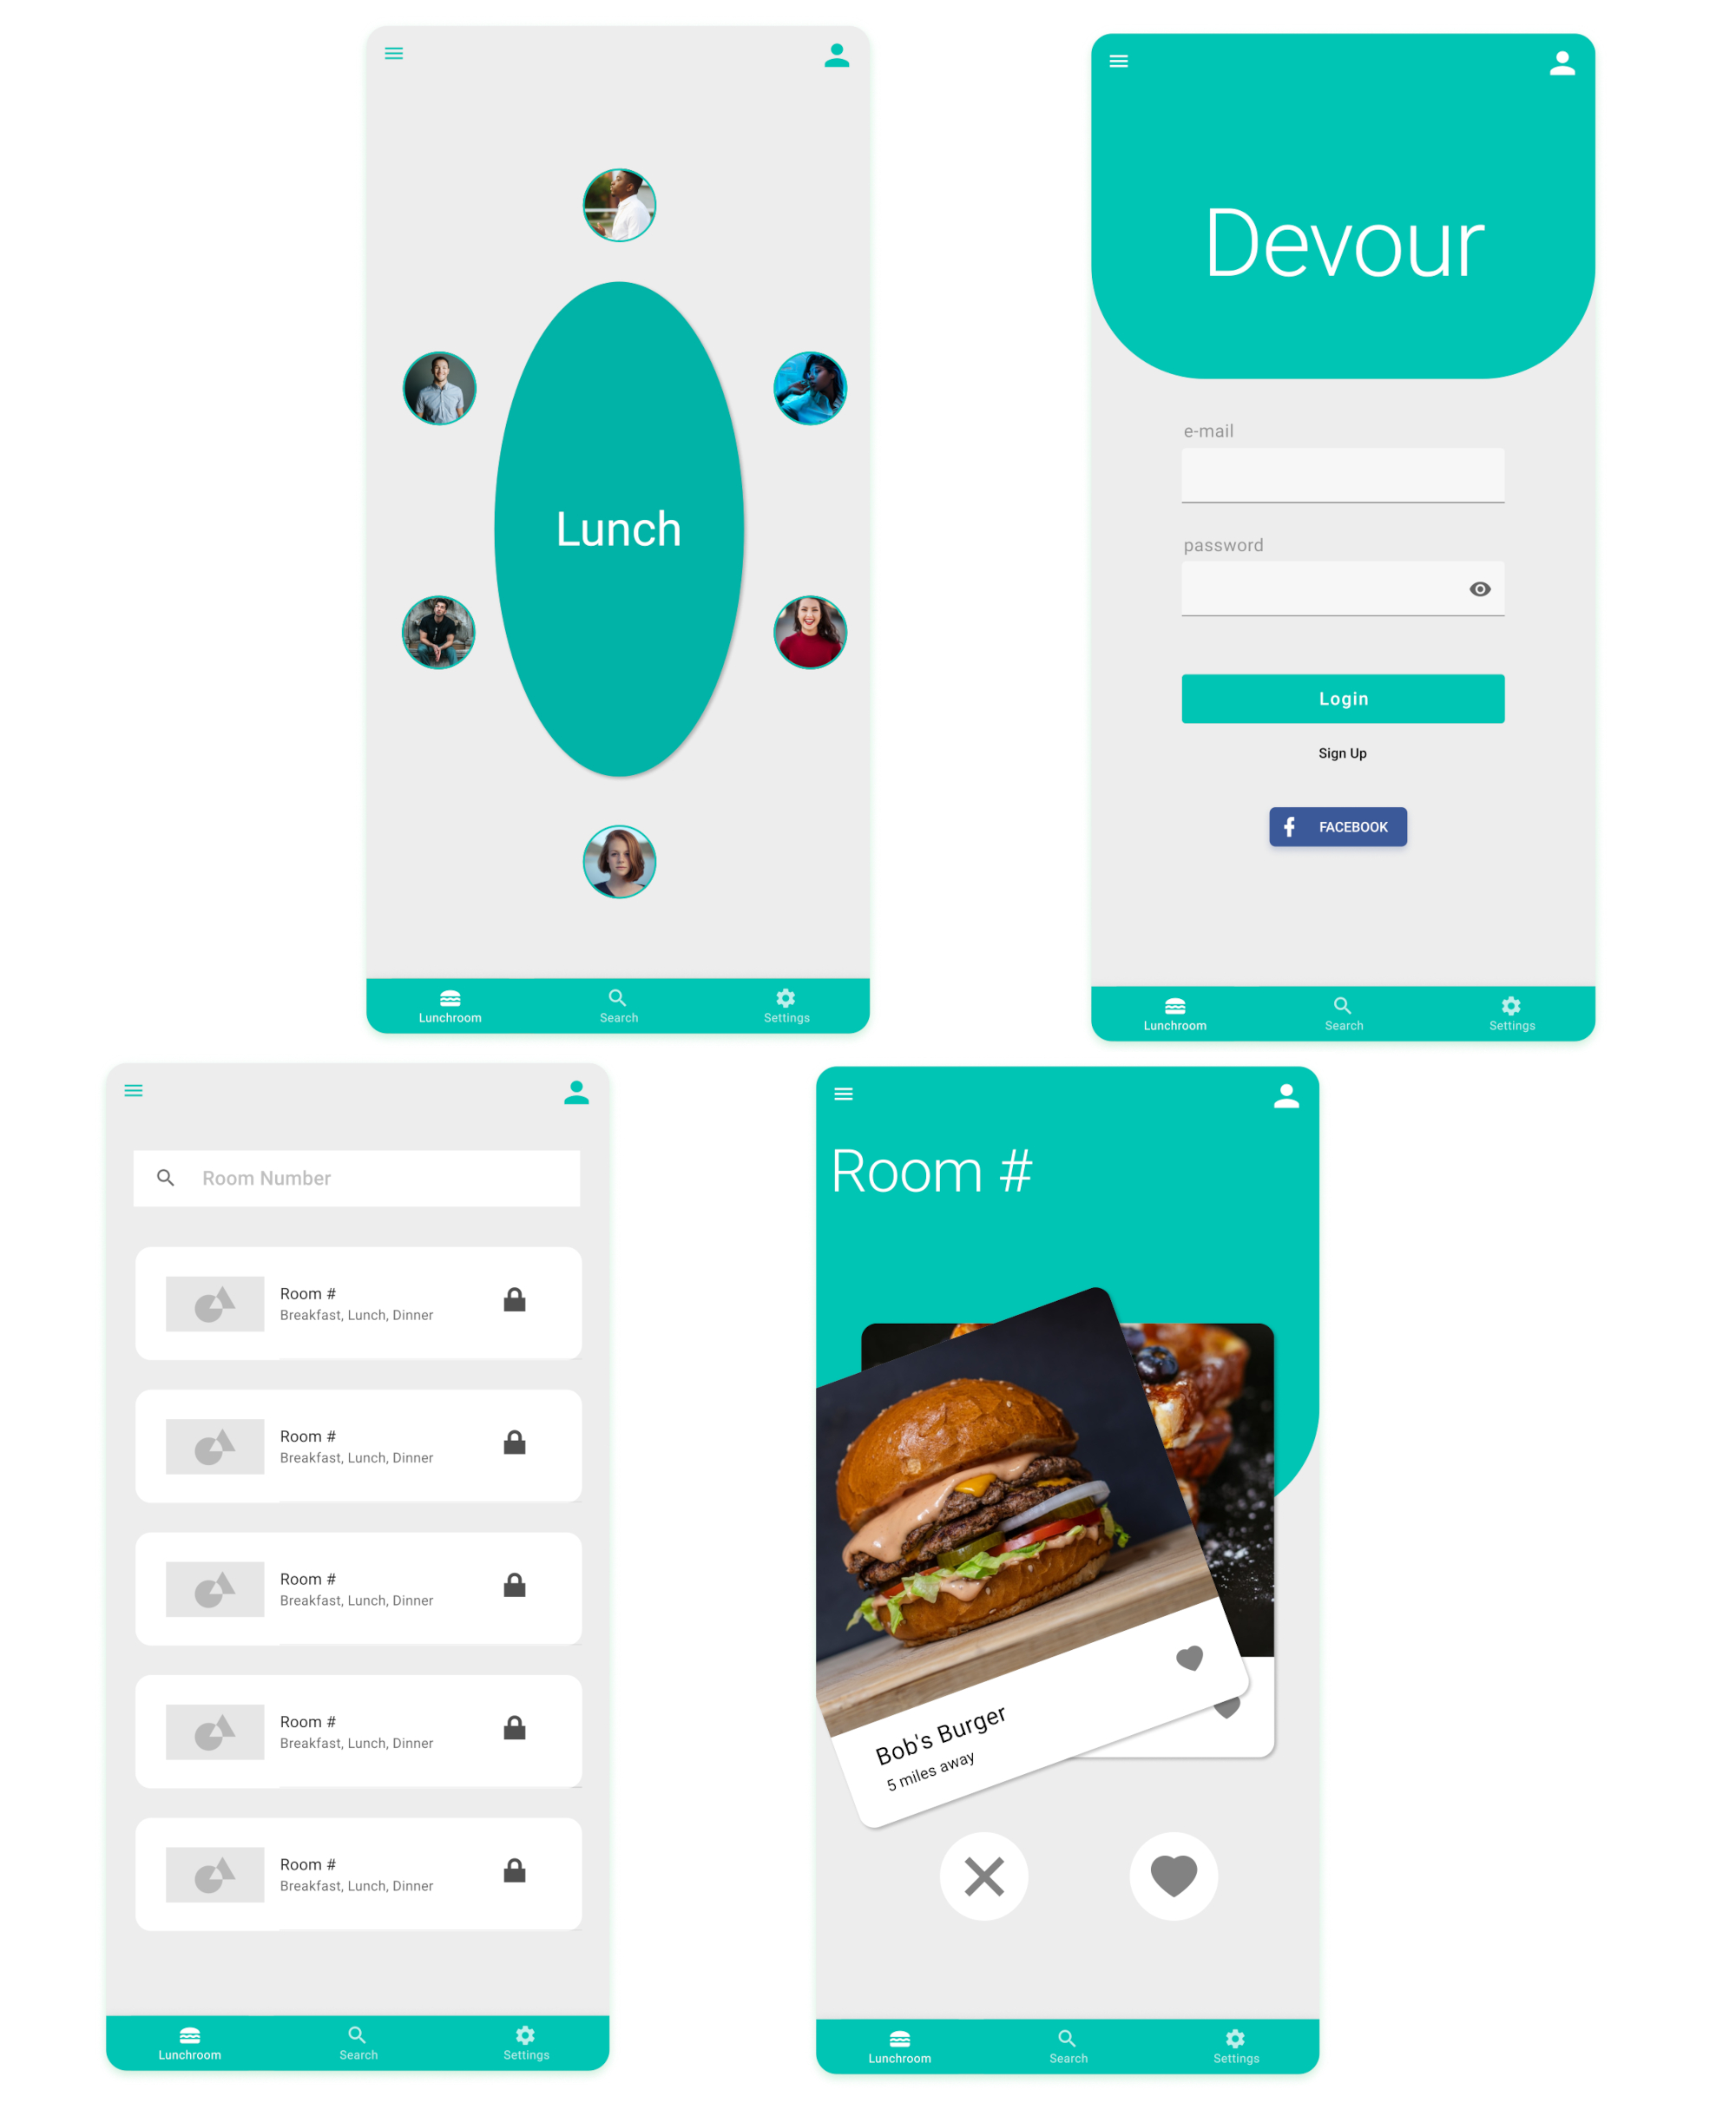 Lunch
Lunchroom
Search
Settings
Devour
e-mail
password
Login
Sign Up
FACEBOOK
Lunchroom
Search
Settings
Room Number
Room #
Breakfast, Lunch, Dinner
Room #
Breakfast, Lunch, Dinner
Room #
Breakfast, Lunch, Dinner
Room #
Breakfast, Lunch, Dinner
Room #
Breakfast, Lunch, Dinner
Lunchroom
Search
Settings
Room #
Bob's Burger
5 miles away
Lunchroom
Search
Settings